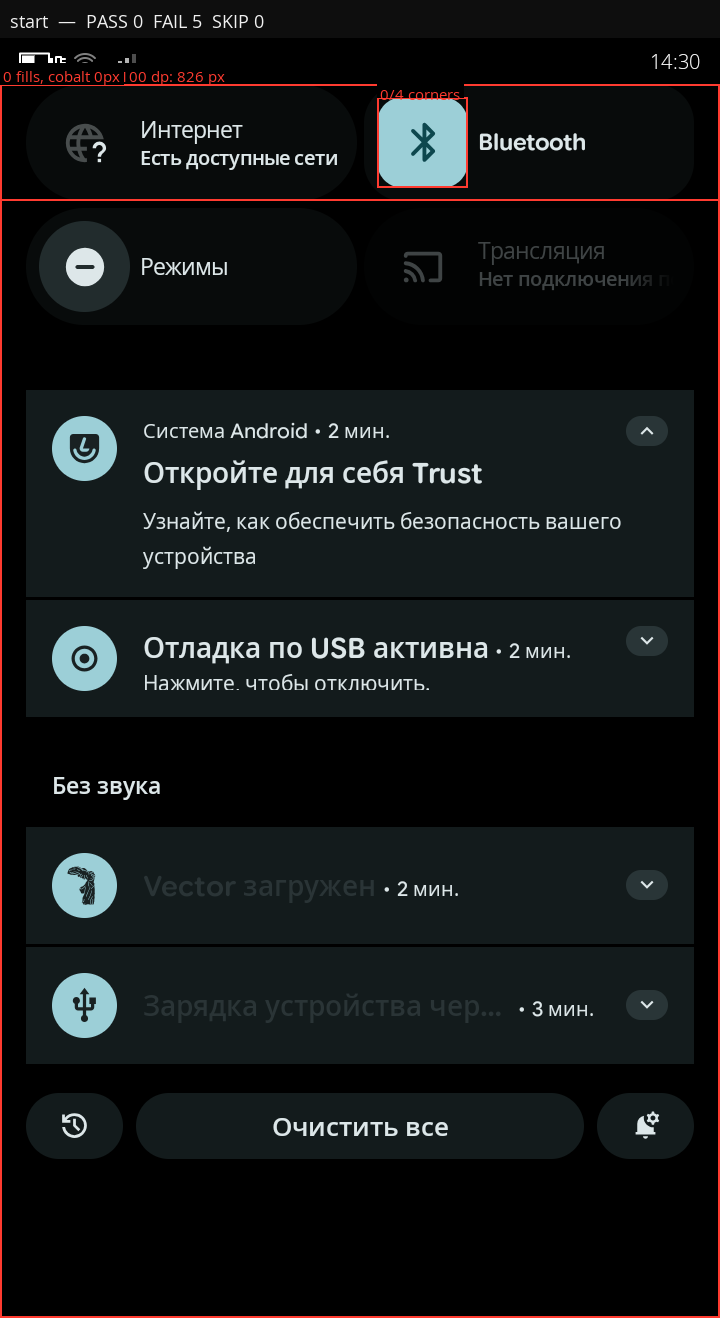 start — PASS 0 FAIL 5 SKIP 0
14:30
0 fills, cobalt 0px100 dp: 826 px
0/4 corners
Интернет
Есть доступные сети
Bluetooth
Режимы
Трансляция
Нет подключения п
Система Android • 2 мин.
Откройте для себя Trust
Узнайте, как обеспечить безопасность вашего
устройства
Отладка по USB активна • 2 мин.
Нажмите, чтобы отключить.
Без звука
Vector загружен • 2 мин.
Зарядка устройства чер... • 3 мин.
Очистить все